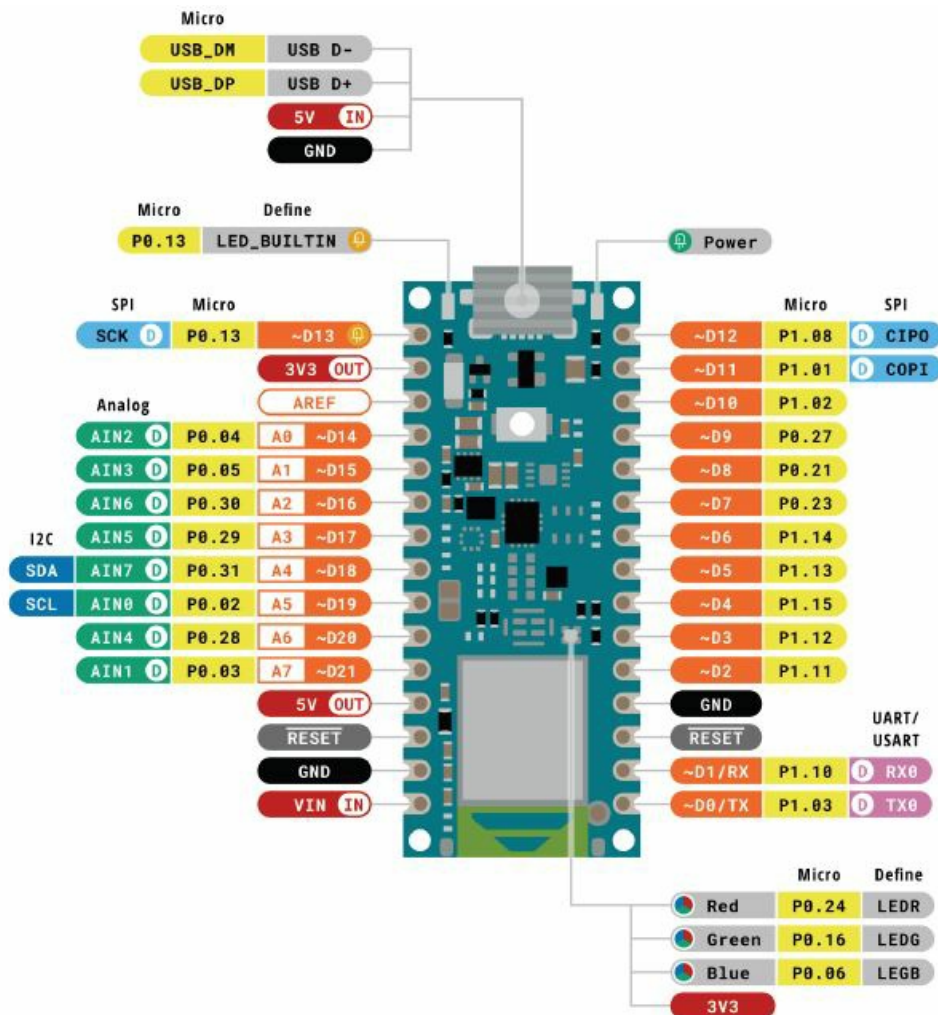 Micro
USB_DM USB D-
USB_DP USB D+
5V IN
GND
Micro Define
P0.13 LED_BUILTIN
Power
SPI Micro
SCK D P0.13 ~D13
3V3 OUT
AREF
Analog
AIN2 D P0.04 A0 ~D14
AIN3 D P0.05 A1 ~D15
AIN6 D P0.30 A2 ~D16
AIN5 D P0.29 A3 ~D17
I2C
SDA AIN7 D P0.31 A4 ~D18
SCL AIN0 D P0.02 A5 ~D19
AIN4 D P0.28 A6 ~D20
AIN1 D P0.03 A7 ~D21
5V OUT
RESET
GND
VIN IN
Micro SPI
~D12 P1.08 D CIPO
~D11 P1.01 D COPI
~D10 P1.02
~D9 P0.27
~D8 P0.21
~D7 P0.23
~D6 P1.14
~D5 P1.13
~D4 P1.15
~D3 P1.12
~D2 P1.11
GND
RESET
UART/
USART
~D1/RX P1.10 D RX0
~D0/TX P1.03 D TX0
Micro Define
Red P0.24 LEDR
Green P0.16 LEDG
Blue P0.06 LEGB
3V3